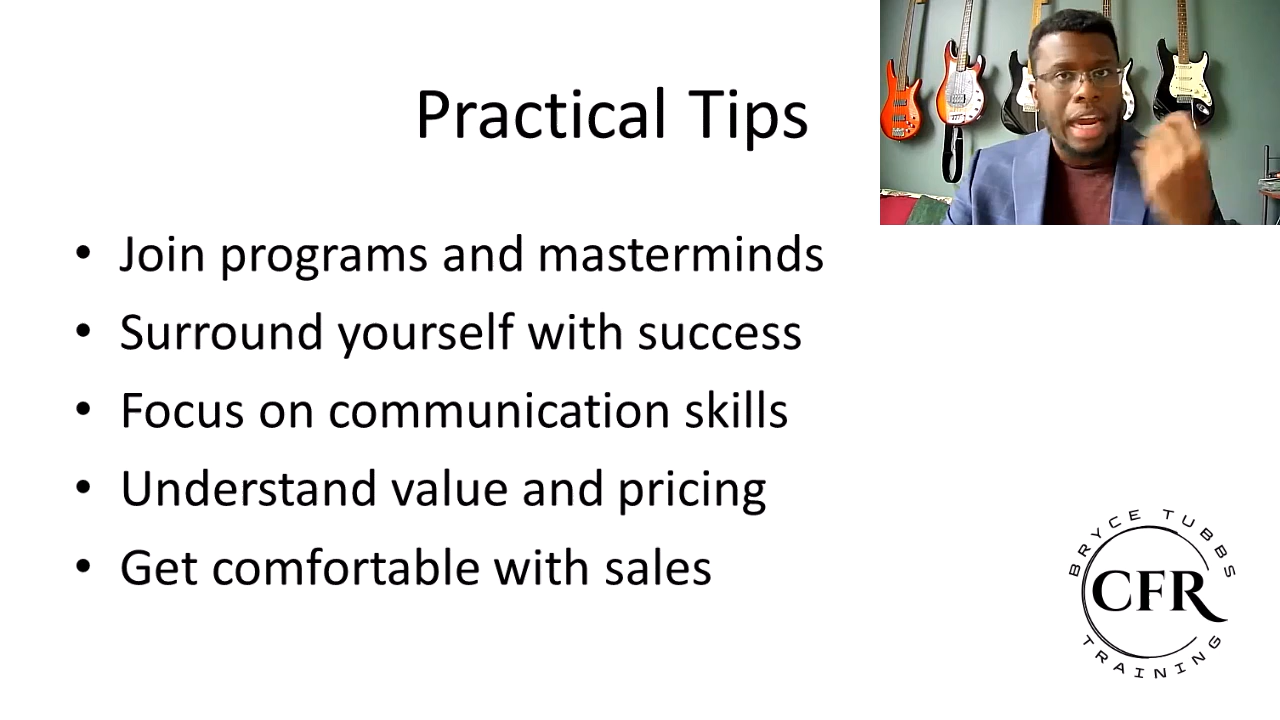 Practical Tips
• Join programs and masterminds
• Surround yourself with success
• Focus on communication skills
• Understand value and pricing
• Get comfortable with sales
BRYCE TUBBS
CFR
TRAINING